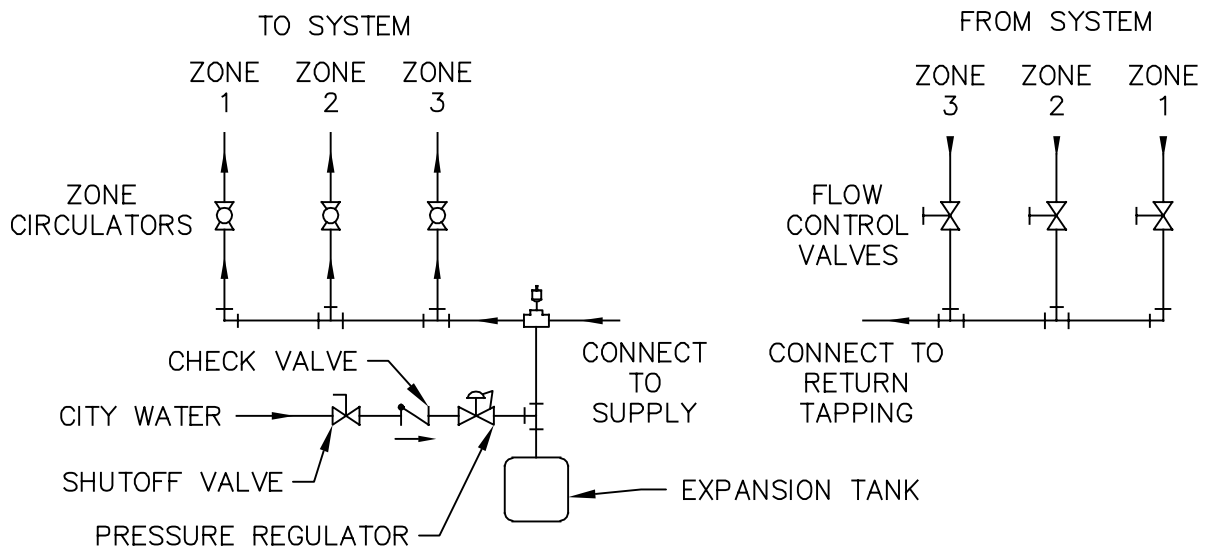 TO SYSTEM
ZONE
1
ZONE
2
ZONE
3
FROM SYSTEM
ZONE
3
ZONE
2
ZONE
1
ZONE
CIRCULATORS
FLOW
CONTROL
VALVES
CHECK VALVE
CONNECT
TO
SUPPLY
CONNECT TO
RETURN
TAPPING
CITY WATER
SHUTOFF VALVE
EXPANSION TANK
PRESSURE REGULATOR